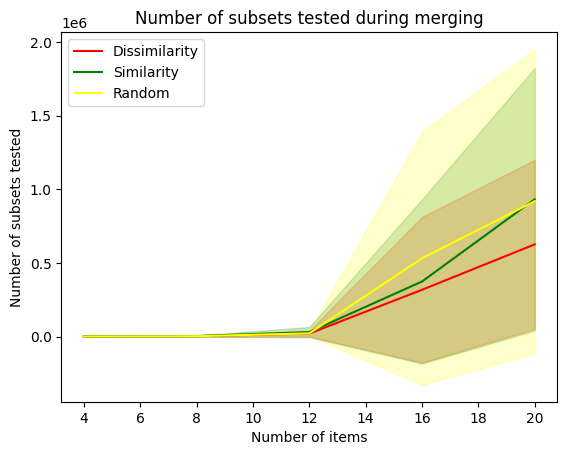 Number of subsets tested during merging
1e6
Dissimilarity
Similarity
Random
Number of subsets tested
2.0
1.5
1.0
0.5
0.0
4 6 8 10 12 14 16 18 20
Number of items